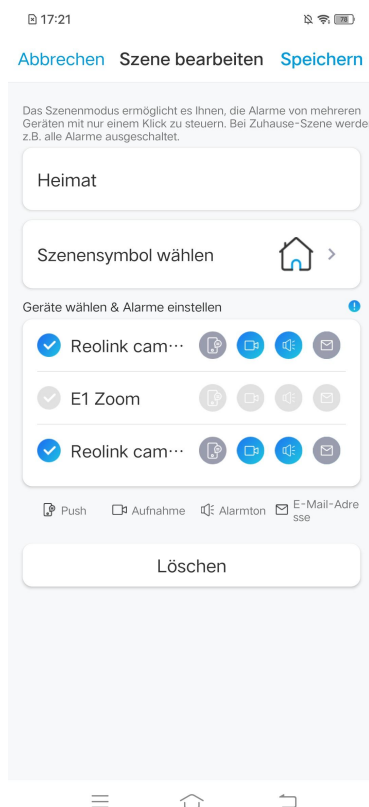 17:21
78
Abbrechen Szene bearbeiten Speichern
Das Szenenmodus ermöglicht es Ihnen, die Alarme von mehreren
Geräten mit nur einem Klick zu steuern. Bei Zuhause-Szene werde
z.B. alle Alarme ausgeschaltet.
Heimat
Szenensymbol wählen
Geräte wählen & Alarme einstellen
Reolink cam···
E1 Zoom
Reolink cam···
Push Aufnahme Alarmton E-Mail-Adre
sse
Löschen